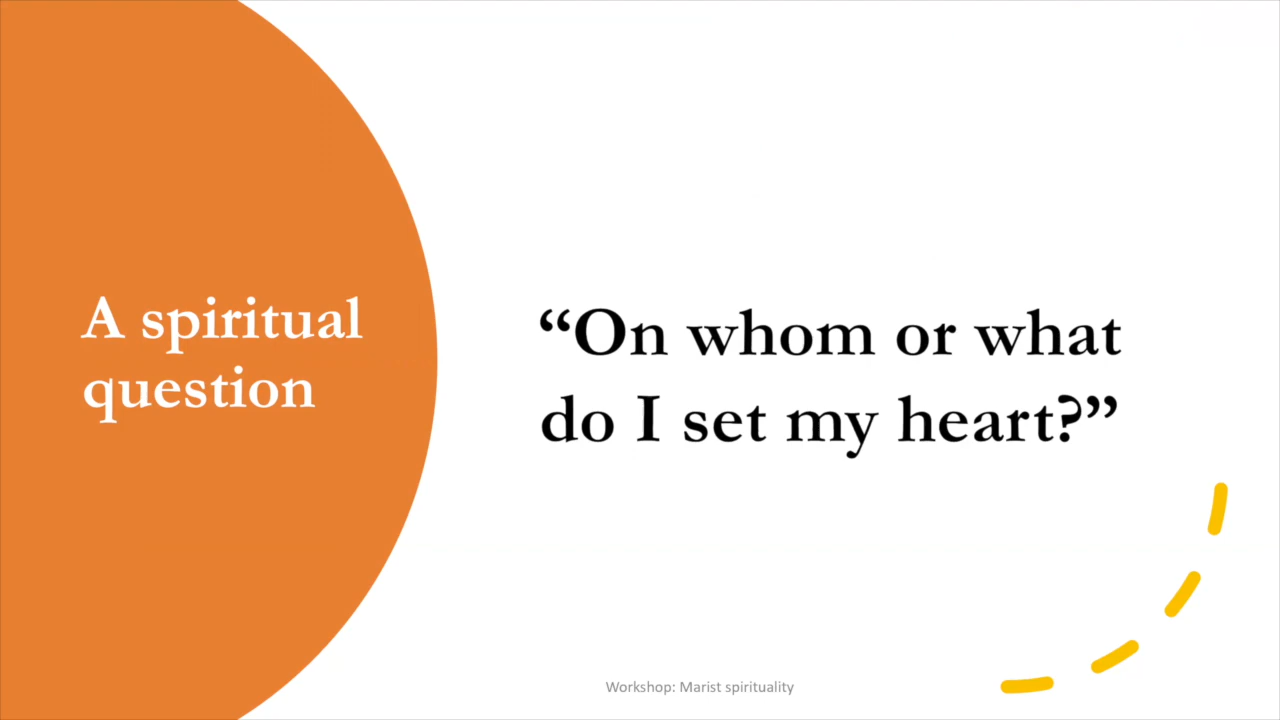 A spiritual
question
“On whom or what
do I set my heart?”
Workshop: Marist spirituality